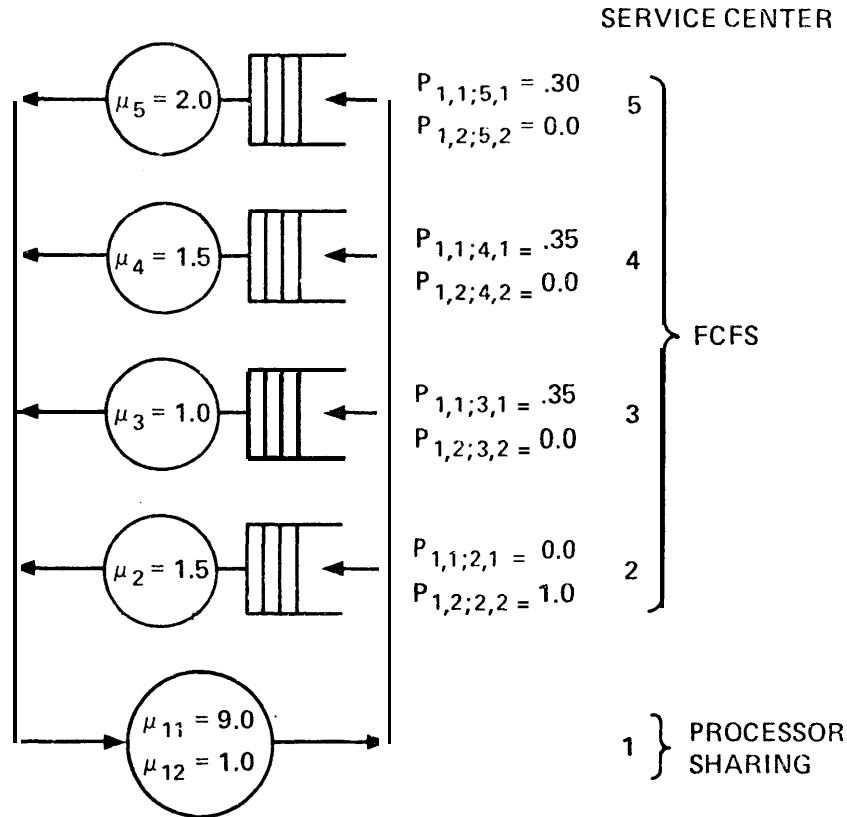 SERVICE CENTER
μ5 = 2.0
P1,1;5,1 = .30
P1,2;5,2 = 0.0
5
μ4 = 1.5
P1,1;4,1 = .35
P1,2;4,2 = 0.0
4
FCFS
μ3 = 1.0
P1,1;3,1 = .35
P1,2;3,2 = 0.0
3
μ2 = 1.5
P1,1;2,1 = 0.0
P1,2;2,2 = 1.0
2
μ11 = 9.0
μ12 = 1.0
1
PROCESSOR
SHARING